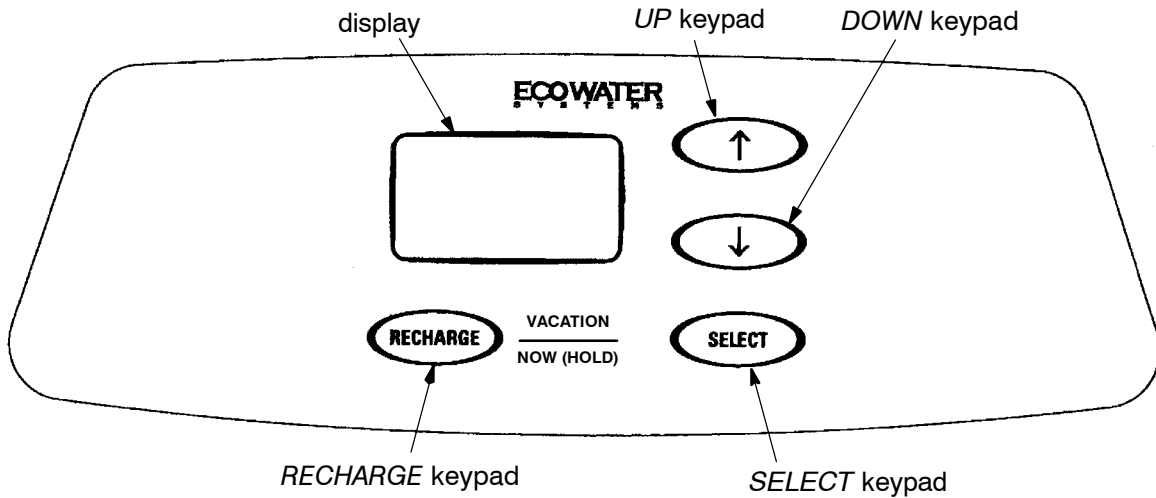 display
UP keypad
DOWN keypad
ECOWATER
SYSTEMS
↑
↓
RECHARGE
VACATION
NOW (HOLD)
SELECT
RECHARGE keypad
SELECT keypad